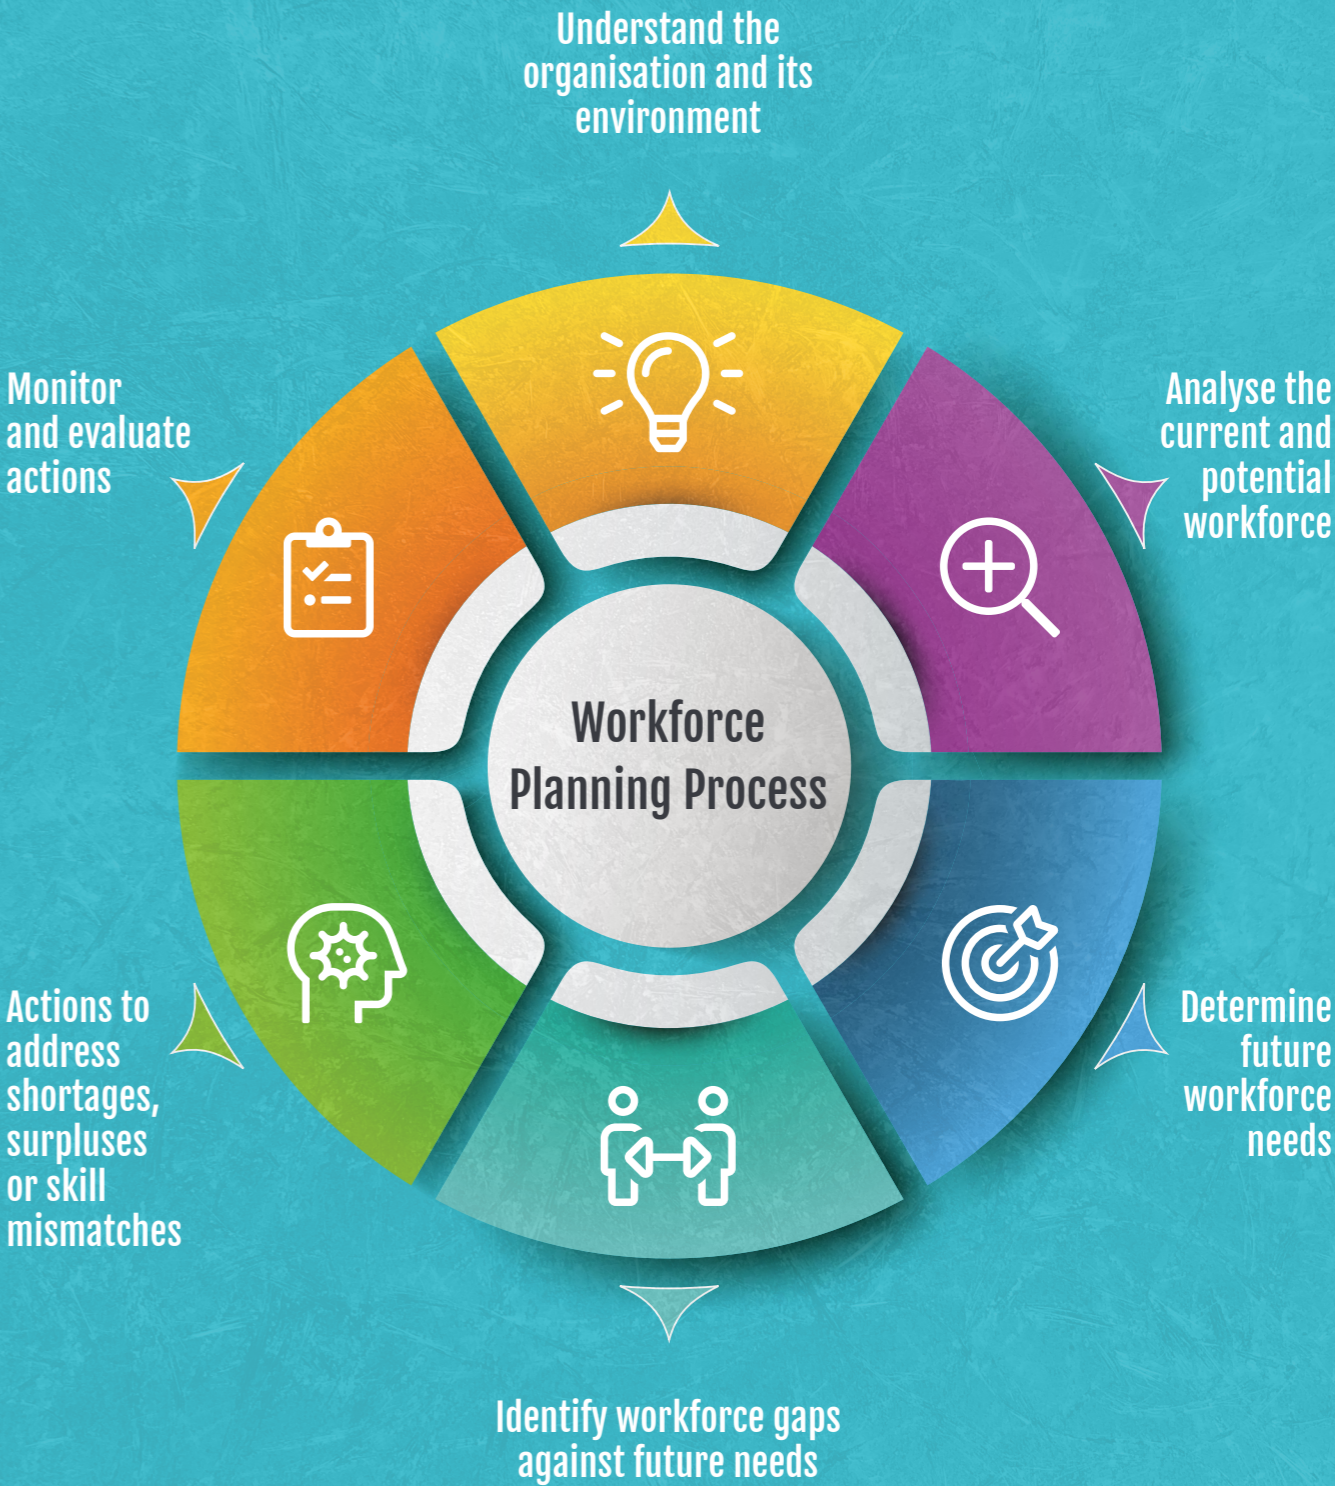 Understand the
organisation and its
environment
Analyse the
current and
potential
workforce
Determine
future
workforce
needs
Identify workforce gaps
against future needs
Actions to
address
shortages,
surpluses
or skill
mismatches
Monitor
and evaluate
actions
Workforce
Planning Process